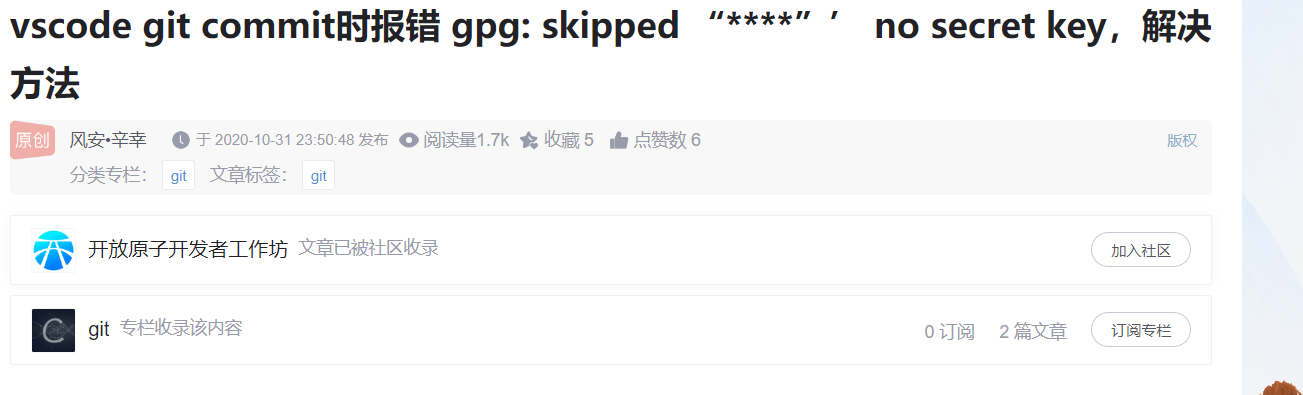 vscode git commit时报错 gpg: skipped “****”’ no secret key，解决
方法
原创 风安•辛幸 于 2020-10-31 23:50:48 发布 阅读量1.7k 收藏 5 点赞数 6 版权
分类专栏： git 文章标签： git
开放原子开发者工作坊 文章已被社区收录 加入社区
C git 专栏收录该内容 0 订阅 2 篇文章 订阅专栏